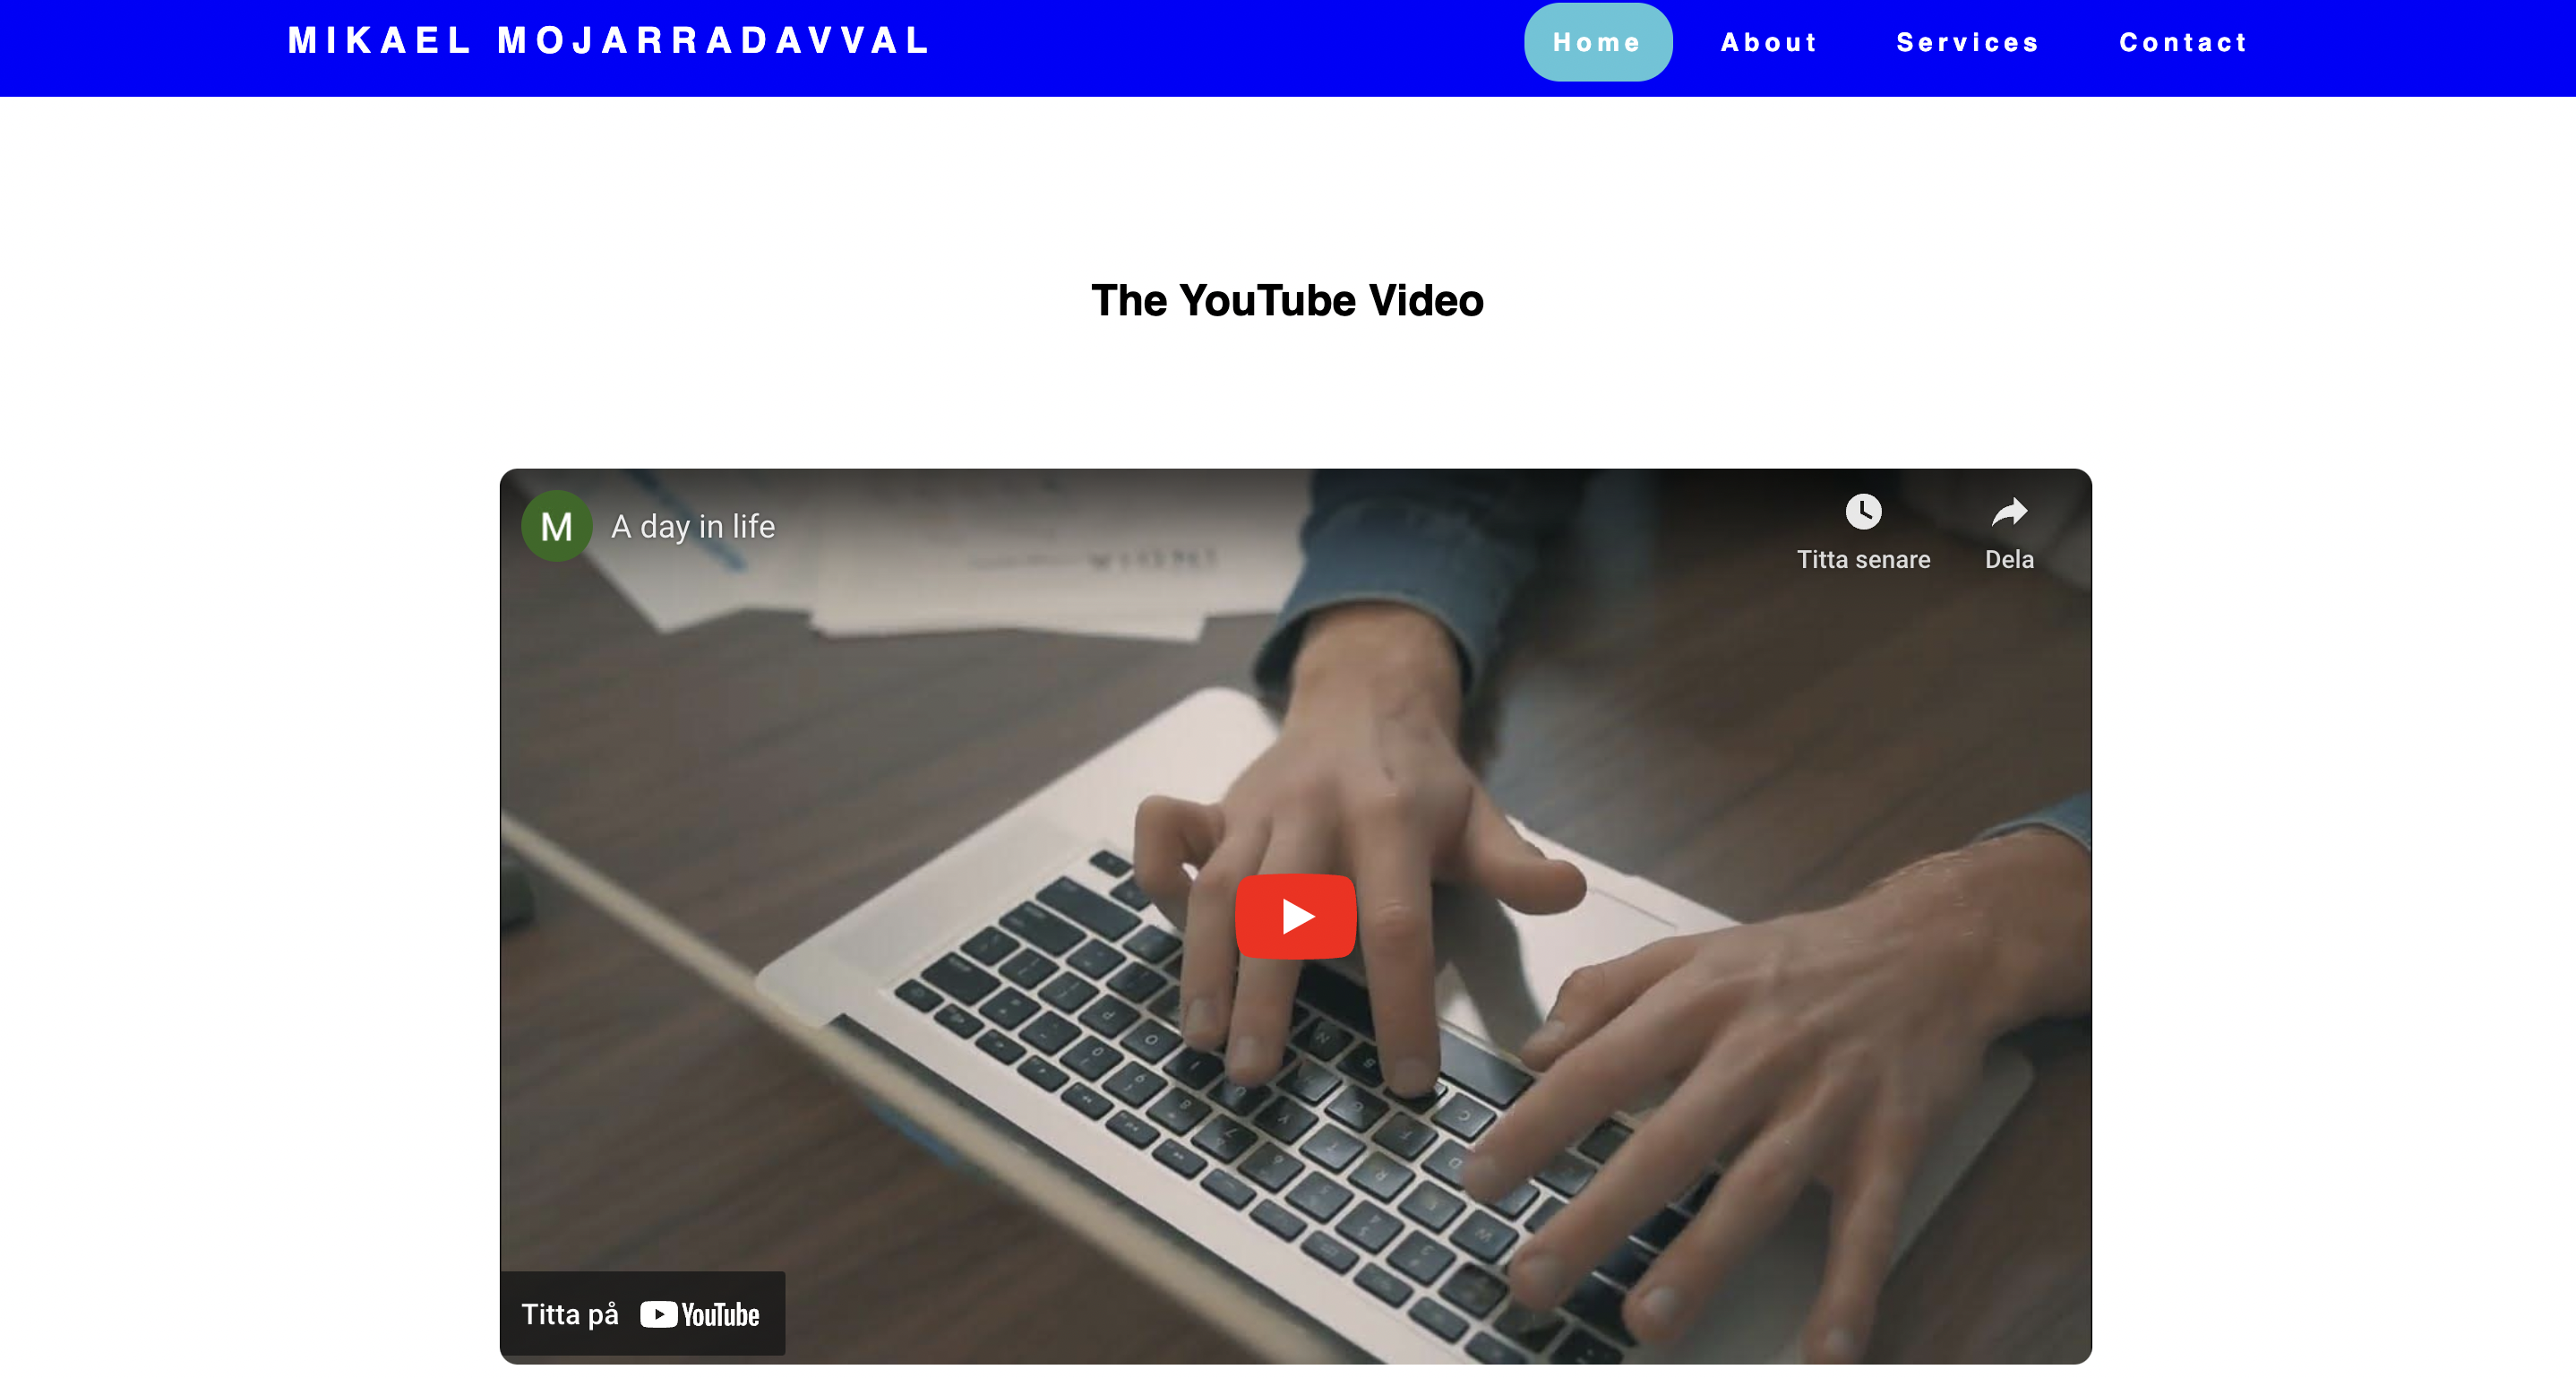 MIKAEL MOJARRADAVVAL
Home About Services Contact
The YouTube Video
M A day in life
Titta senare Dela
Titta på YouTube